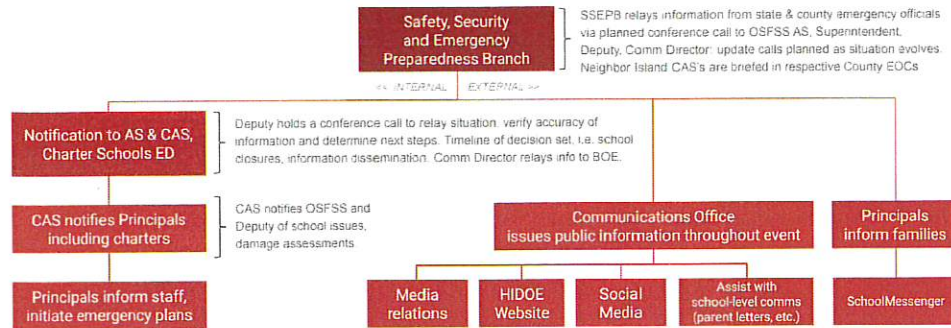 Safety, Security
and Emergency
Preparedness Branch
SSEPB relays information from state & county emergency officials
via planned conference call to OSFSS AS, Superintendent,
Deputy, Comm Director: update calls planned as situation evolves.
Neighbor Island CAS's are briefed in respective County EOCs
<< INTERNAL EXTERNAL >>
Notification to AS & CAS,
Charter Schools ED
Deputy holds a conference call to relay situation, verify accuracy of
information and determine next steps. Timeline of decision set, i.e. school
closures, information dissemination. Comm Director relays info to BOE.
CAS notifies Principals
including charters
CAS notifies OSFSS and
Deputy of school issues,
damage assessments
Communications Office
issues public information throughout event
Principals
inform families
Principals inform staff,
initiate emergency plans
Media
relations
HIDOE
Website
Social
Media
Assist with
school-level comms
(parent letters, etc.)
SchoolMessenger